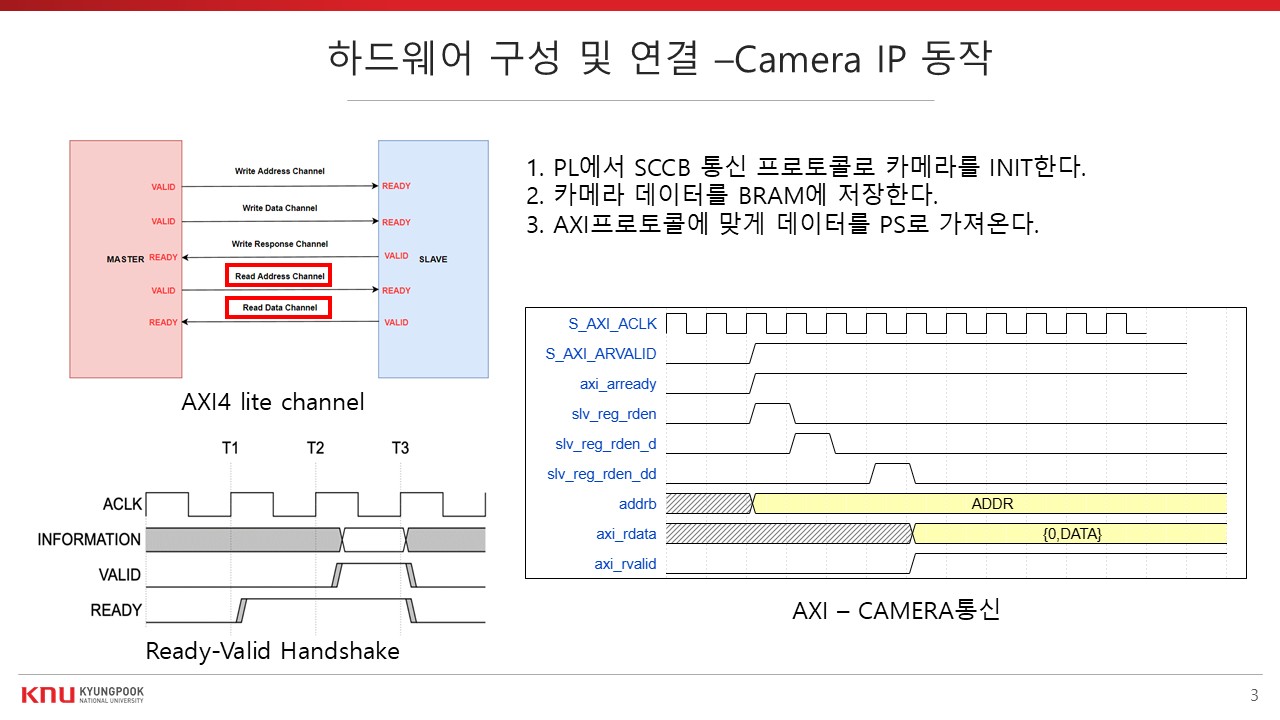 하드웨어 구성 및 연결 –Camera IP 동작
Write Address Channel
VALID
READY
Write Data Channel
VALID
READY
Write Response Channel
MASTER
READY
VALID
SLAVE
Read Address Channel
VALID
READY
Read Data Channel
READY
VALID
AXI4 lite channel
T1
T2
T3
ACLK
INFORMATION
VALID
READY
Ready-Valid Handshake
1. PL에서 SCCB 통신 프로토콜로 카메라를 INIT한다.
2. 카메라 데이터를 BRAM에 저장한다.
3. AXI프로토콜에 맞게 데이터를 PS로 가져온다.
S_AXI_ACLK
S_AXI_ARVALID
axi_arready
slv_reg_rden
slv_reg_rden_d
slv_reg_rden_dd
addrb
ADDR
axi_rdata
{0,DATA}
axi_rvalid
AXI – CAMERA통신
KNU KYUNGPOOK
NATIONAL UNIVERSITY
3